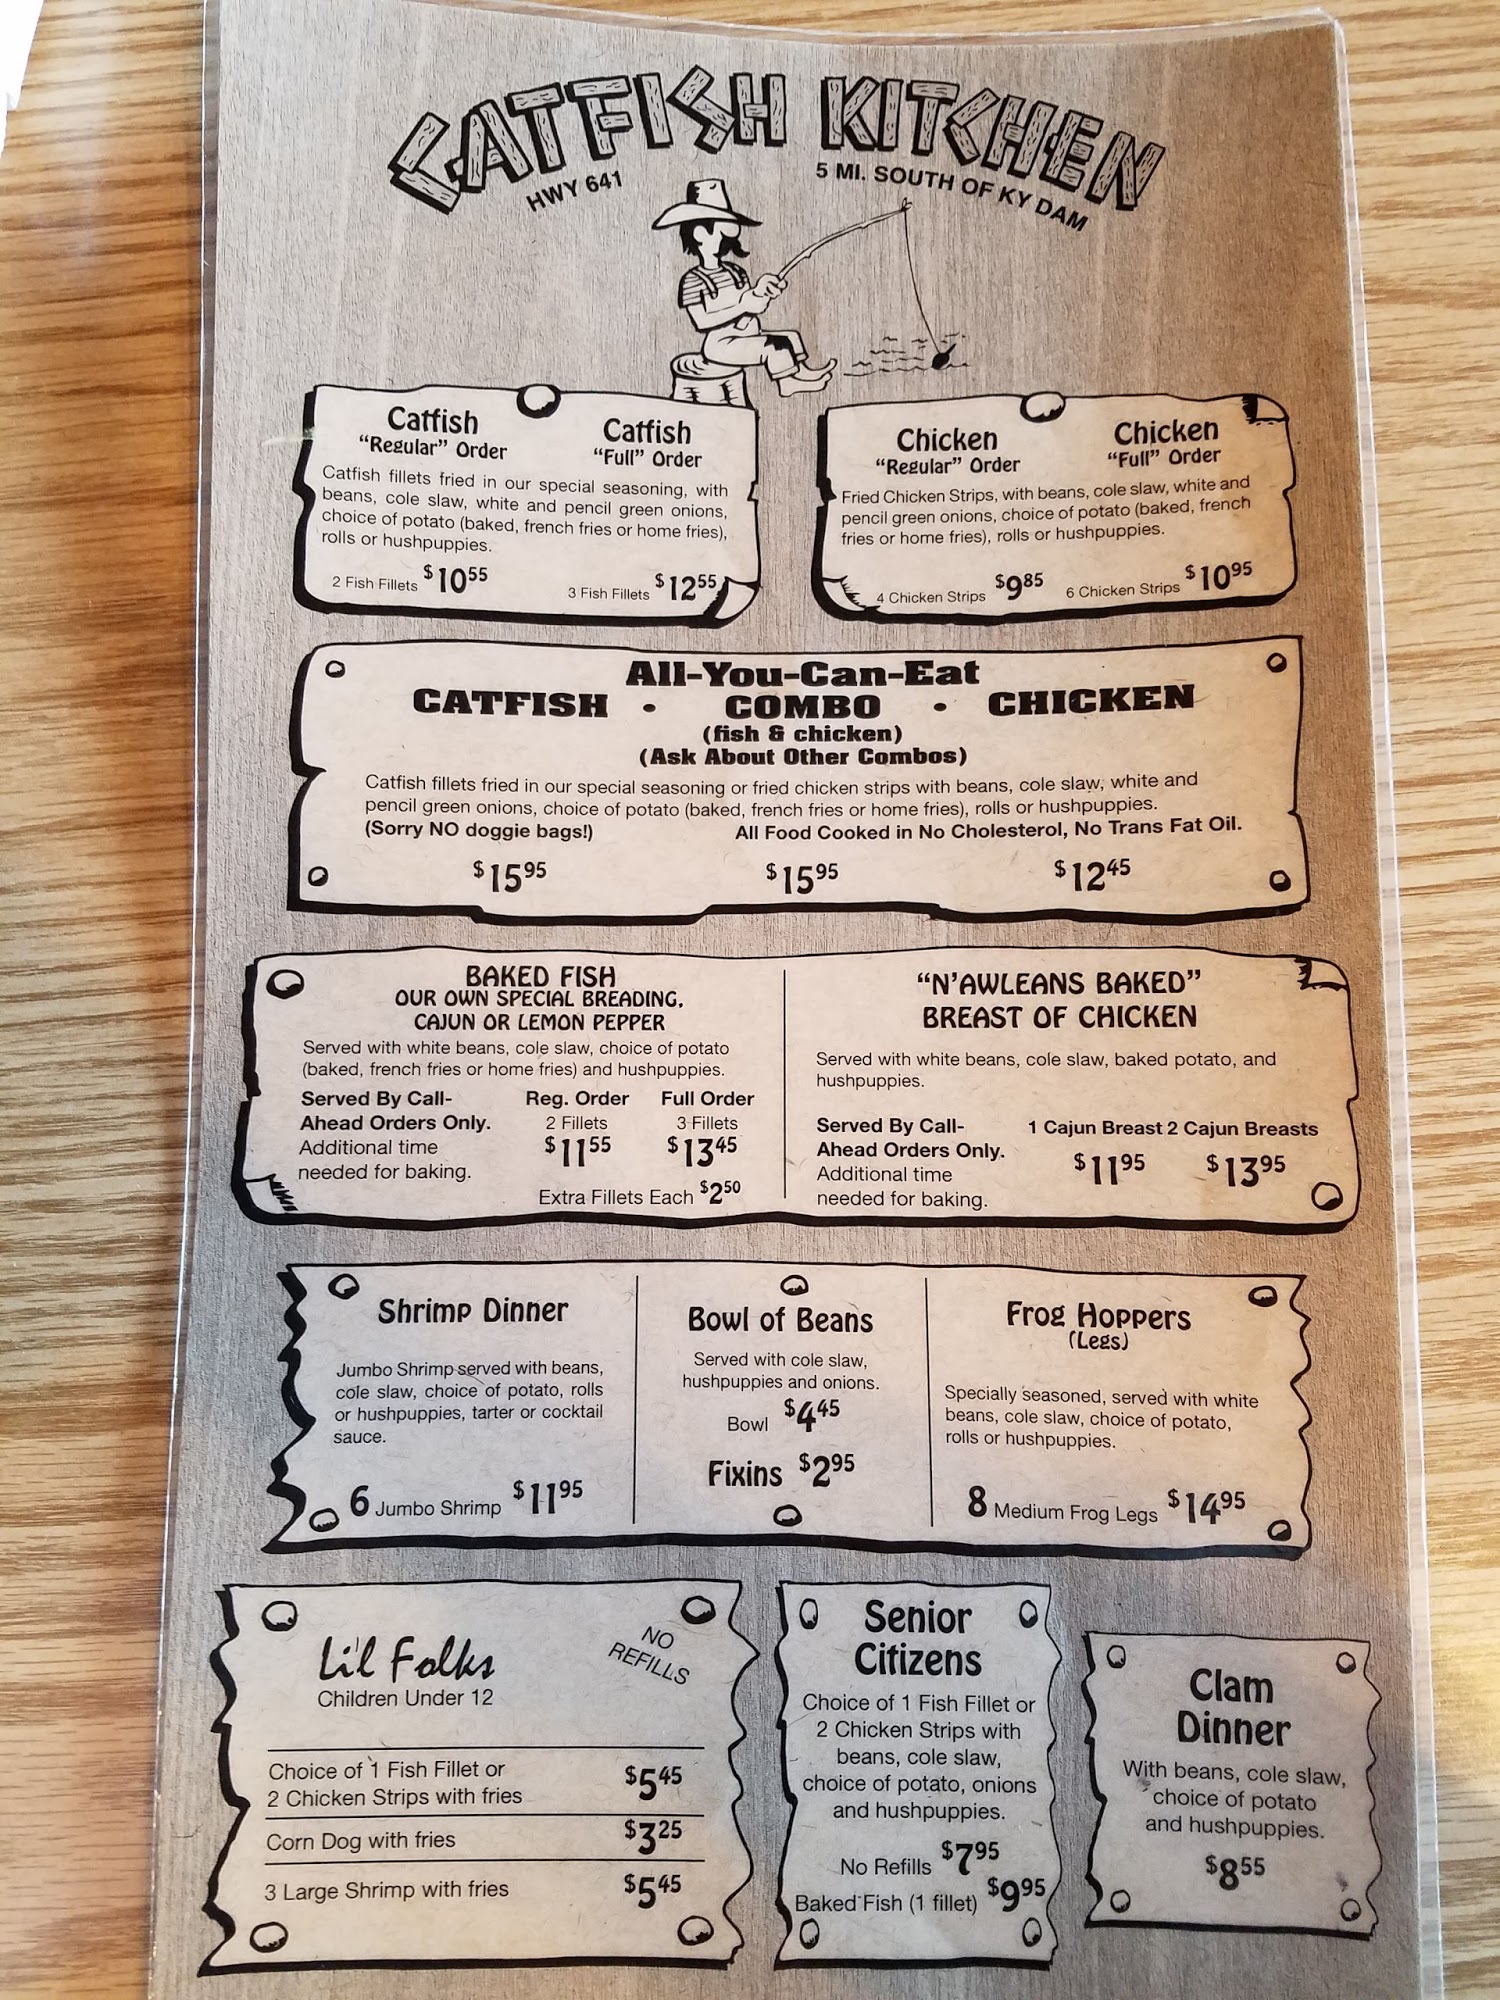 CATFISH KITCHEN
HWY 641
5 MI. SOUTH OF KY DAM
Catfish
"Regular" Order
Catfish
"Full" Order
Catfish fillets fried in our special seasoning, with
beans, cole slaw, white and pencil green onions,
choice of potato (baked, french fries or home fries),
rolls or hushpuppies.
2 Fish Fillets $10.55
3 Fish Fillets $12.55
Chicken
"Regular" Order
Chicken
"Full" Order
Fried Chicken Strips, with beans, cole slaw, white and
pencil green onions, choice of potato (baked, french
fries or home fries), rolls or hushpuppies.
4 Chicken Strips $9.85
6 Chicken Strips $10.95
All-You-Can-Eat
CATFISH • COMBO • CHICKEN
(fish & chicken)
(Ask About Other Combos)
Catfish fillets fried in our special seasoning or fried chicken strips with beans, cole slaw, white and
pencil green onions, choice of potato (baked, french fries or home fries), rolls or hushpuppies.
(Sorry NO doggie bags!) All Food Cooked in No Cholesterol, No Trans Fat Oil.
$15.95 $15.95 $12.45
BAKED FISH
OUR OWN SPECIAL BREADING,
CAJUN OR LEMON PEPPER
Served with white beans, cole slaw, choice of potato
(baked, french fries or home fries) and hushpuppies.
Served By Call-
Ahead Orders Only.
Additional time
needed for baking.
Reg. Order Full Order
2 Fillets 3 Fillets
$11.55 $13.45
Extra Fillets Each $2.50
"N'AWLEANS BAKED"
BREAST OF CHICKEN
Served with white beans, cole slaw, baked potato, and
hushpuppies.
Served By Call-
Ahead Orders Only.
Additional time
needed for baking.
1 Cajun Breast 2 Cajun Breasts
$11.95 $13.95
Shrimp Dinner
Jumbo Shrimp served with beans,
cole slaw, choice of potato, rolls
or hushpuppies, tarter or cocktail
sauce.
6 Jumbo Shrimp $11.95
Bowl of Beans
Served with cole slaw,
hushpuppies and onions.
Bowl $4.45
Fixins $2.95
Frog Hoppers
(Legs)
Specially seasoned, served with white
beans, cole slaw, choice of potato,
rolls or hushpuppies.
8 Medium Frog Legs $14.95
Li'l Folks
Children Under 12
NO
REFILLS
Choice of 1 Fish Fillet or
2 Chicken Strips with fries $5.45
Corn Dog with fries $3.25
3 Large Shrimp with fries $5.45
Senior
Citizens
Choice of 1 Fish Fillet or
2 Chicken Strips with
beans, cole slaw,
choice of potato, onions
and hushpuppies.
No Refills $7.95
Baked Fish (1 fillet) $9.95
Clam
Dinner
With beans, cole slaw,
choice of potato
and hushpuppies.
$8.55